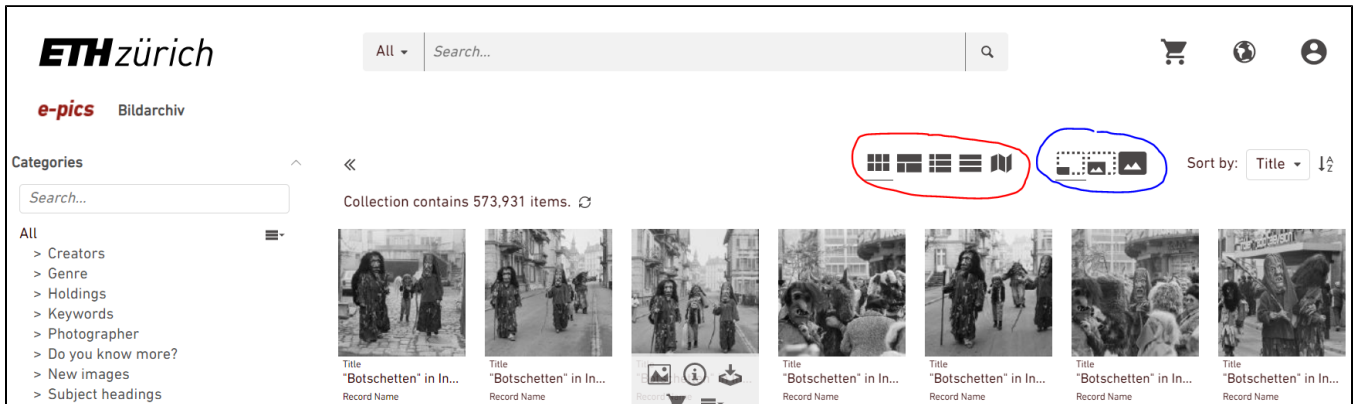 ETH zürich
All
Search...
e-pics Bildarchiv
Categories
Sort by: Title
Search...
Collection contains 573,931 items.
All
> Creators
> Genre
> Holdings
> Keywords
> Photographer
> Do you know more?
> New images
> Subject headings
Title Title Title Title Title Title
"Botschetten" in In... "Botschetten" in In... "Botschetten" in In... "Botschetten" in In... "Botschetten" in In... "Botschetten" in In...
Record Name Record Name Record Name Record Name Record Name Record Name